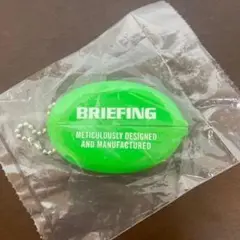 BRIEFING
METICULOUSLY DESIGNED
AND MANUFACTURED